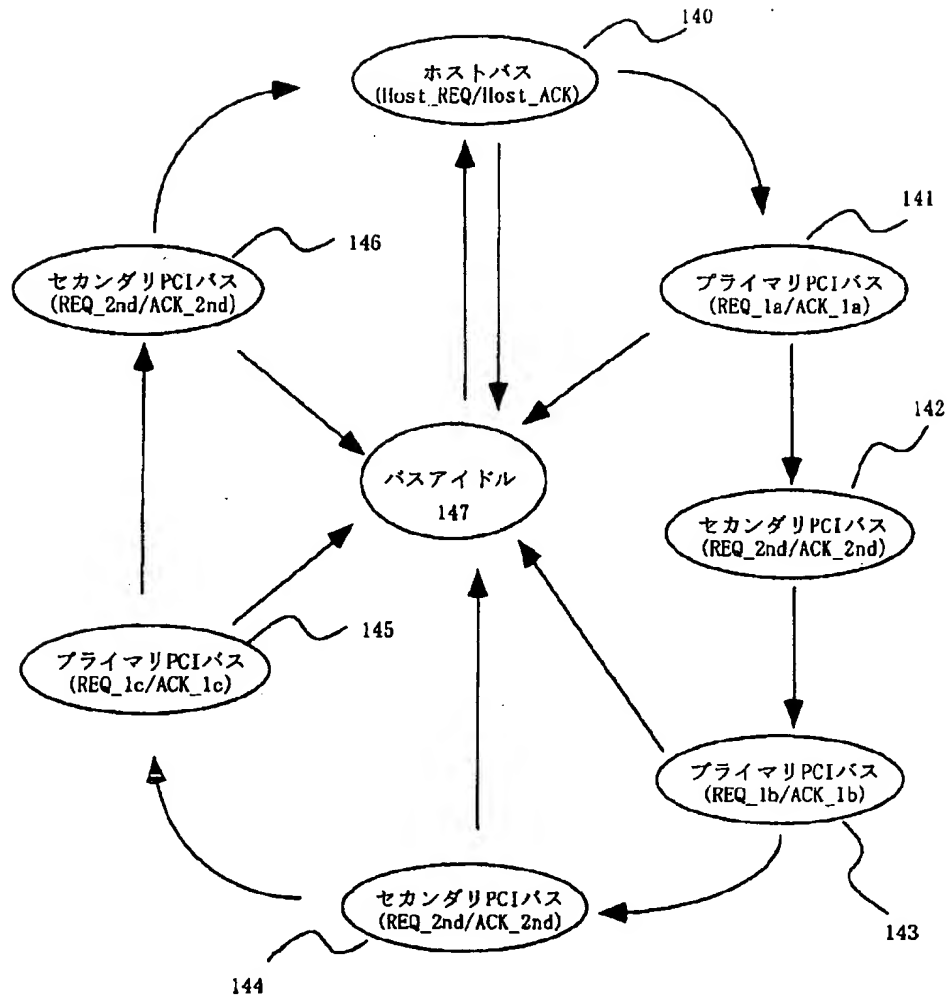 140
ホストバス
(Host_REQ/Host_ACK)
141
プライマリPCIバス
(REQ_1a/ACK_1a)
146
セカンダリPCIバス
(REQ_2nd/ACK_2nd)
142
セカンダリPCIバス
(REQ_2nd/ACK_2nd)
バスアイドル
147
145
プライマリPCIバス
(REQ_1c/ACK_1c)
プライマリPCIバス
(REQ_1b/ACK_1b)
143
セカンダリPCIバス
(REQ_2nd/ACK_2nd)
144